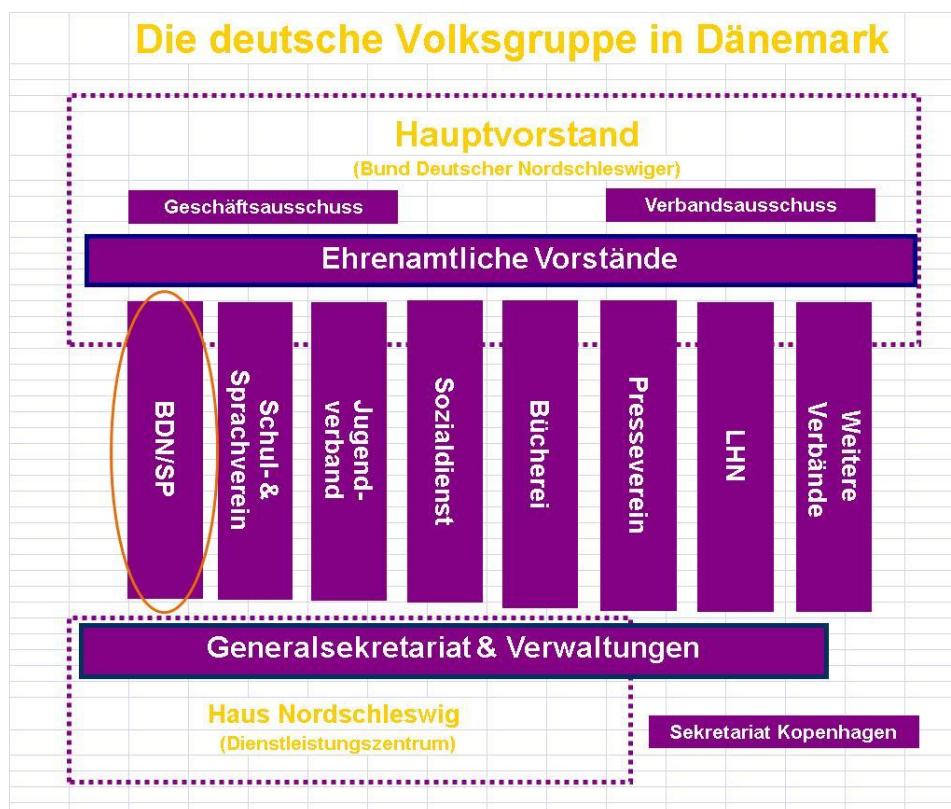 Die deutsche Volksgruppe in Dänemark
Hauptvorstand
(Bund Deutscher Nordschleswiger)
Geschäftsausschuss
Verbandsausschuss
Ehrenamtliche Vorstände
BDN/SP
Schul- &
Sprachverein
Jugend-
verband
Sozialdienst
Bücherei
Presseverein
LHN
Weitere
Verbände
Generalsekretariat & Verwaltungen
Haus Nordschleswig
(Dienstleistungszentrum)
Sekretariat Kopenhagen